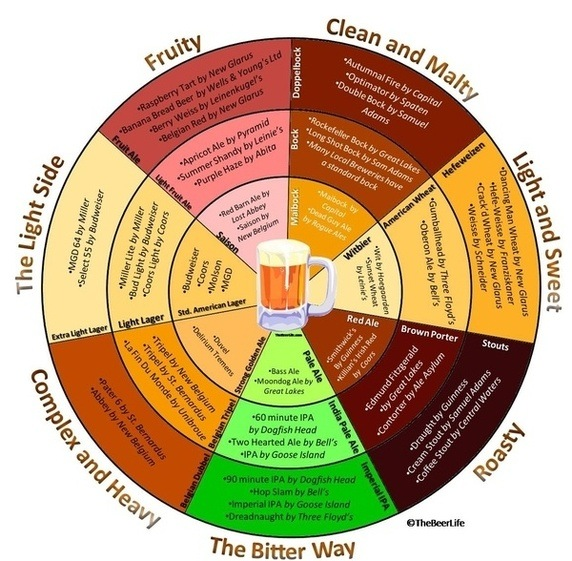 Fruity
Fruit Ale
•Raspberry Tart by New Glarus
•Banana Bread Beer by Wells & Young's Ltd
•Berry Weiss by Leinenkugel's
•Belgian Red by New Glarus
Light Fruit Ale
•Apricot Ale by Pyramid
•Summer Shandy by Leinie's
•Purple Haze by Abita
Saison
•Red Barn Ale by
Lost Abbey
•Saison by
New Belgium
Clean and Malty
Doppelbock
•Autumnal Fire by Capital
•Optimator by Spaten
•Double Bock by Samuel
Adams
Bock
•Rockefeller Bock by Great Lakes
•Long Shot Bock by Sam Adams
•Many Local Breweries have
a standard bock
Maibock
•Maibock by
Capital
•Dead Guy Ale
by Rogue Ales
Light and Sweet
Hefeweizen
•Dancing Man Wheat by New Glarus
•Hefe-Weisse by Franziskaner
•Crack'd Wheat by New Glarus
•Weisse by Schneider
American Wheat
•Gumballhead by Three Floyd's
•Oberon Ale by Bell's
Witbier
•Wit by Hoegaarden
•Sunset Wheat
by Leinie's
Roasty
Stouts
•Draught by Guinness
•Cream Stout by Samuel Adams
•Coffee Stout by Central Waters
Brown Porter
•Edmund Fitzgerald
by Great Lakes
•Contorter by Ale Asylum
Red Ale
•Smithwick's
By Guinness
•Killian's Irish Red
by Coors
The Bitter Way
Pale Ale
•Bass Ale
•Moondog Ale by
Great Lakes
India Pale Ale
•60 minute IPA
by Dogfish Head
•Two Hearted Ale by Bell's
•IPA by Goose Island
Imperial IPA
•90 minute IPA by Dogfish Head
•Hop Slam by Bell's
•Imperial IPA by Goose Island
•Dreadnaught by Three Floyd's
Complex and Heavy
Strong Golden Ale
•Duvel
•Delirium Tremens
Belgian Tripel
•Tripel by New Belgium
•Tripel by St. Bernardus
•La Fin Du Monde by Unibroue
Belgian Dubbel
•Pater 6 by St. Bernardus
•Abbey by New Belgium
The Light Side
Extra Light Lager
•MGD 64 by Miller
•Select 55 by Budweiser
Light Lager
•Miller Lite by Miller
•Bud Light by Budweiser
•Coors Light by Coors
Std. American Lager
•Budweiser
•Coors
•Molson
•MGD
©TheBeerLife